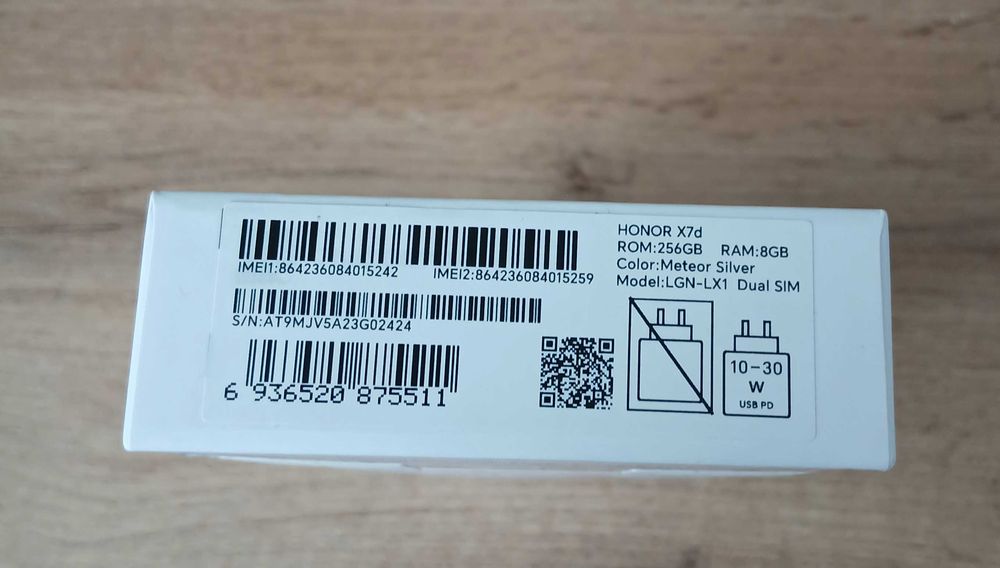 IMEI1:864236084015242 IMEI2:864236084015259
S/N:AT9MJV5A23G02424
6 936520 875511
HONOR X7d
ROM:256GB RAM:8GB
Color:Meteor Silver
Model:LGN-LX1 Dual SIM
10-30
W
USB PD